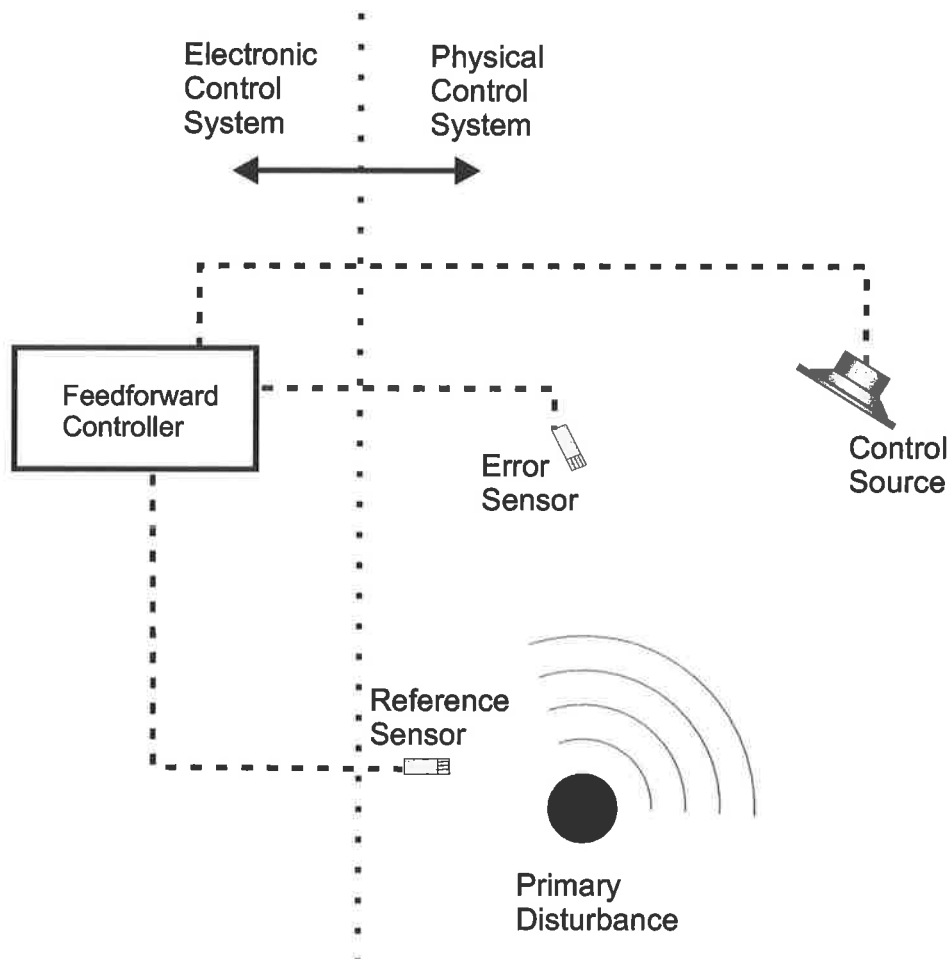 Electronic
Control
System
Physical
Control
System
Feedforward
Controller
Error
Sensor
Control
Source
Reference
Sensor
Primary
Disturbance